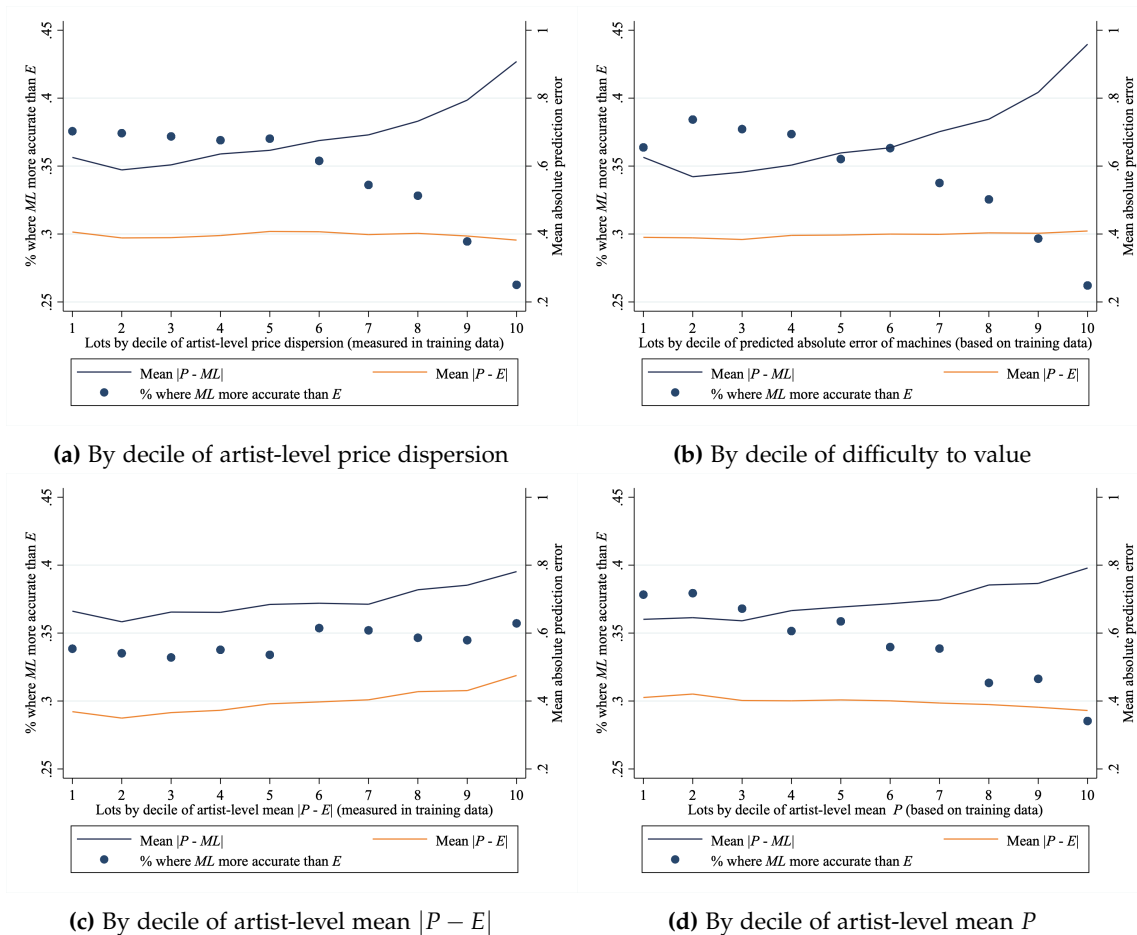 .45
.4
.35
.3
.25
% where ML more accurate than E
1
.8
.6
.4
.2
Mean absolute prediction error
1 2 3 4 5 6 7 8 9 10
Lots by decile of artist-level price dispersion (measured in training data)
Mean |P - ML|
Mean |P - E|
% where ML more accurate than E
(a) By decile of artist-level price dispersion
.45
.4
.35
.3
.25
% where ML more accurate than E
1
.8
.6
.4
.2
Mean absolute prediction error
1 2 3 4 5 6 7 8 9 10
Lots by decile of predicted absolute error of machines (based on training data)
Mean |P - ML|
Mean |P - E|
% where ML more accurate than E
(b) By decile of difficulty to value
.45
.4
.35
.3
.25
% where ML more accurate than E
1
.8
.6
.4
.2
Mean absolute prediction error
1 2 3 4 5 6 7 8 9 10
Lots by decile of artist-level mean |P - E| (measured in training data)
Mean |P - ML|
Mean |P - E|
% where ML more accurate than E
(c) By decile of artist-level mean |P − E|
.45
.4
.35
.3
.25
% where ML more accurate than E
1
.8
.6
.4
.2
Mean absolute prediction error
1 2 3 4 5 6 7 8 9 10
Lots by decile of artist-level mean P (based on training data)
Mean |P - ML|
Mean |P - E|
% where ML more accurate than E
(d) By decile of artist-level mean P